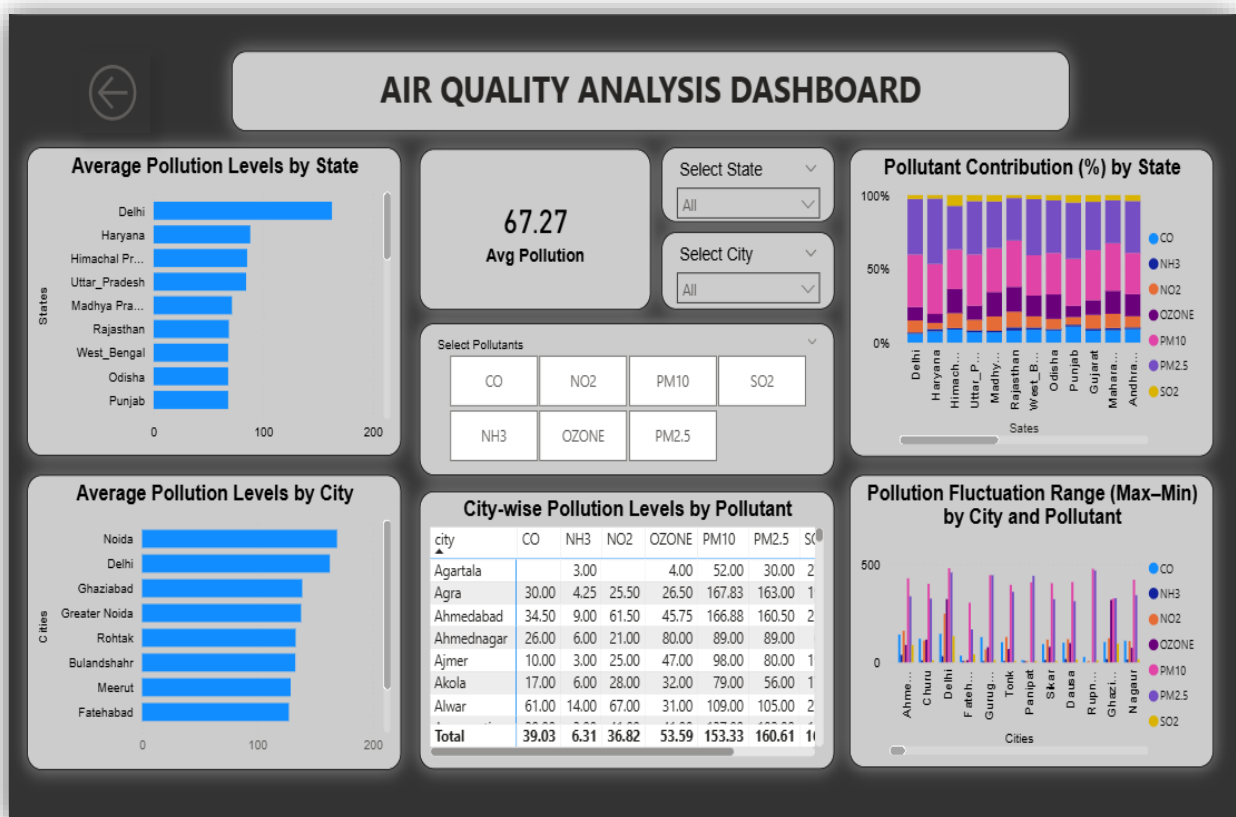 AIR QUALITY ANALYSIS DASHBOARD
Average Pollution Levels by State
States
Delhi
Haryana
Himachal Pr...
Uttar_Pradesh
Madhya Pra...
Rajasthan
West_Bengal
Odisha
Punjab
0 100 200
67.27
Avg Pollution
Select State
All
Select City
All
Select Pollutants
CO NO2 PM10 SO2
NH3 OZONE PM2.5
Pollutant Contribution (%) by State
100%
50%
0%
Delhi
Haryana
Himach...
Uttar_P...
Madhy...
Rajasthan
West_B...
Odisha
Punjab
Gujarat
Mahara...
Andhra...
Sates
CO
NH3
NO2
OZONE
PM10
PM2.5
SO2
Average Pollution Levels by City
Cities
Noida
Delhi
Ghaziabad
Greater Noida
Rohtak
Bulandshahr
Meerut
Fatehabad
0 100 200
City-wise Pollution Levels by Pollutant
city CO NH3 NO2 OZONE PM10 PM2.5
Agartala 3.00 4.00 52.00 30.00
Agra 30.00 4.25 25.50 26.50 167.83 163.00
Ahmedabad 34.50 9.00 61.50 45.75 166.88 160.50
Ahmednagar 26.00 6.00 21.00 80.00 89.00 89.00
Ajmer 10.00 3.00 25.00 47.00 98.00 80.00
Akola 17.00 6.00 28.00 32.00 79.00 56.00
Alwar 61.00 14.00 67.00 31.00 109.00 105.00
Total 39.03 6.31 36.82 53.59 153.33 160.61
Pollution Fluctuation Range (Max–Min)
by City and Pollutant
500
0
Ahme...
Churu
Delhi
Fateh...
Gurug...
Tonk
Panipat
Sikar
Dausa
Rupn...
Ghazi...
Nagaur
Cities
CO
NH3
NO2
OZONE
PM10
PM2.5
SO2